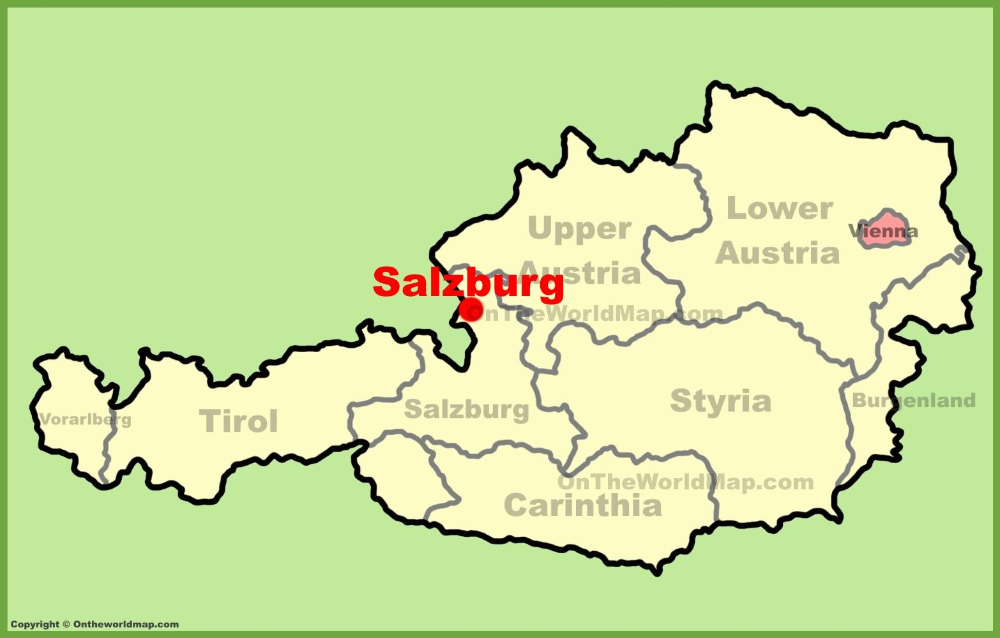 Lower
Austria
Vienna
Upper
Austria
Salzburg
OnTheWorldMap.com
Vorarlberg
Tirol
Salzburg
Styria
Burgenland
OnTheWorldMap.com
Carinthia
Copyright © Ontheworldmap.com